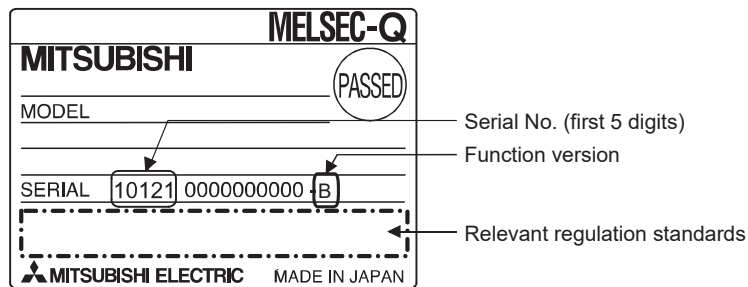 MELSEC-Q
MITSUBISHI
PASSED
MODEL
Serial No. (first 5 digits)
Function version
SERIAL 10121 0000000000 -B
Relevant regulation standards
MITSUBISHI ELECTRIC MADE IN JAPAN